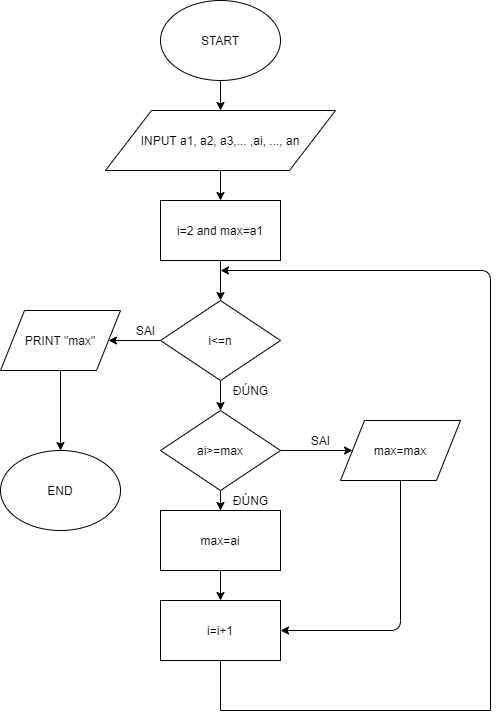 START
INPUT a1, a2, a3,... ,ai, ..., an
i=2 and max=a1
i<=n
SAI
PRINT "max"
ĐÚNG
ai>=max
SAI
max=max
END
ĐÚNG
max=ai
i=i+1